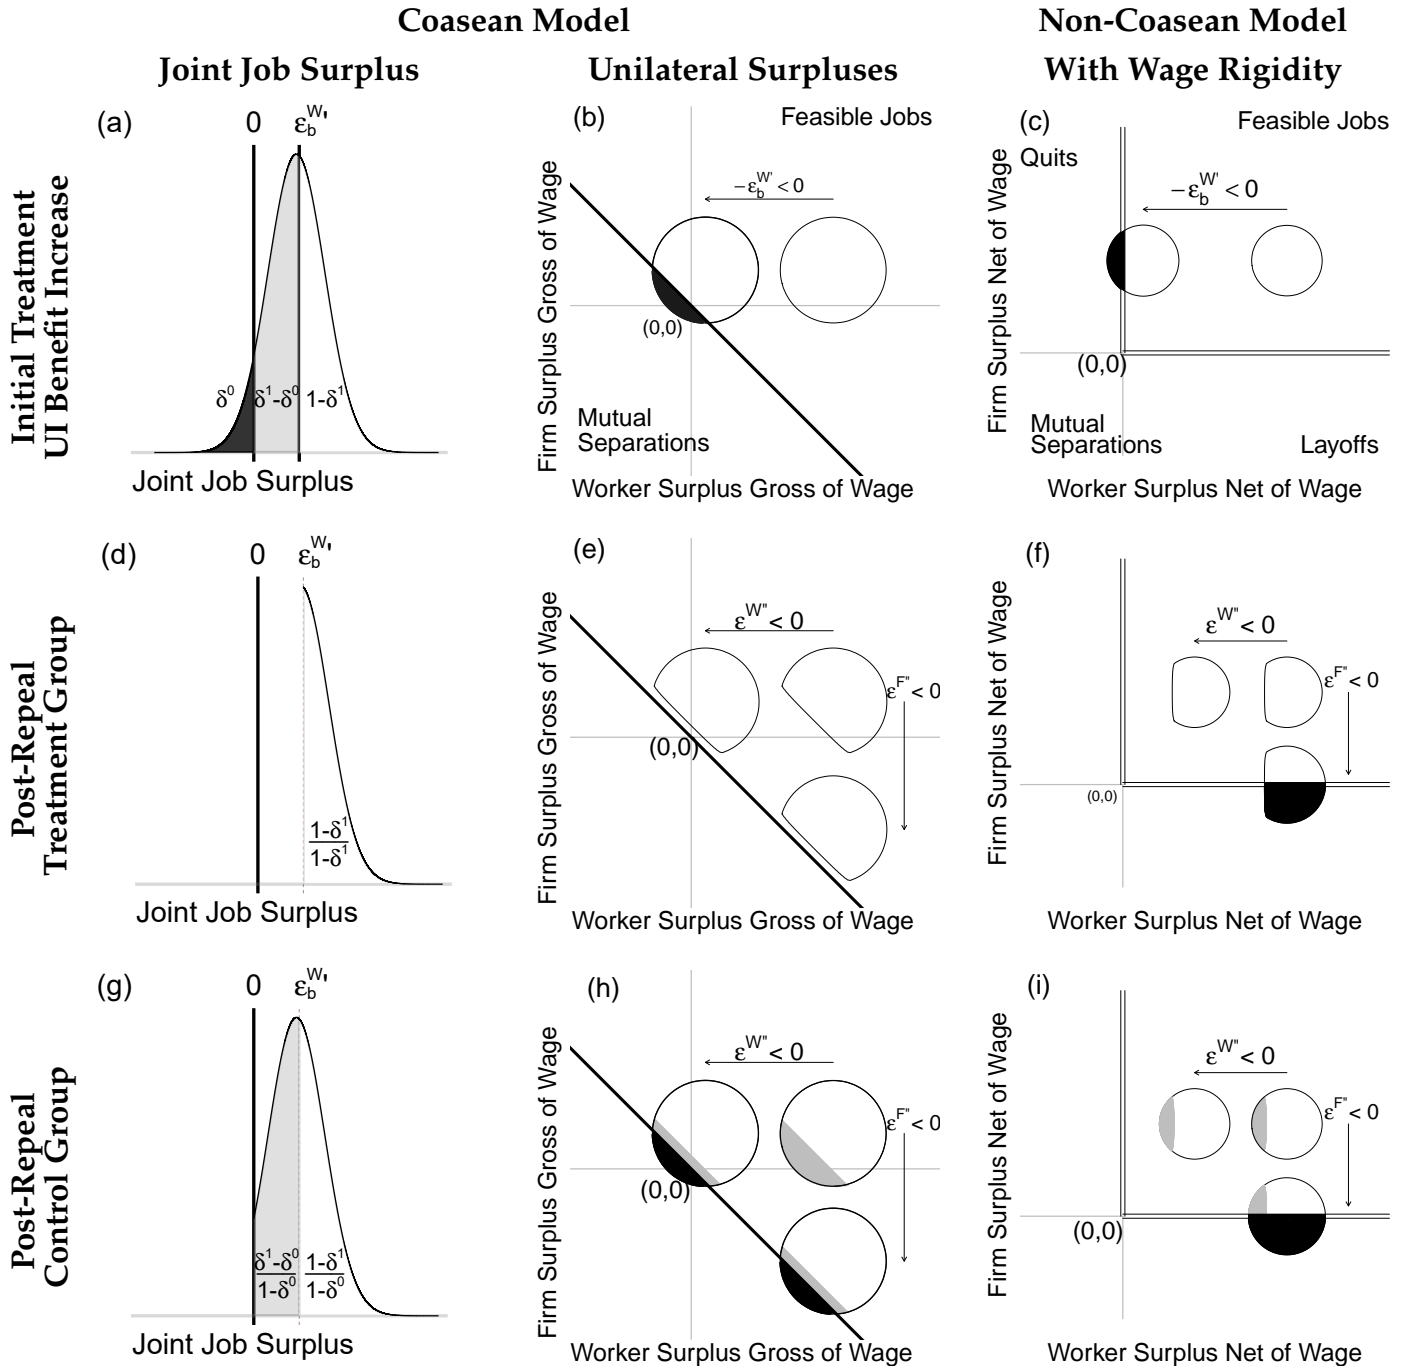 Coasean Model
Non-Coasean Model
Joint Job Surplus
Unilateral Surpluses
With Wage Rigidity
Initial Treatment
UI Benefit Increase
(a)
0
ε_b^W'
δ^0
δ^1-δ^0
1-δ^1
Joint Job Surplus
(b)
Feasible Jobs
−ε_b^W' < 0
(0,0)
Mutual
Separations
Firm Surplus Gross of Wage
Worker Surplus Gross of Wage
(c)
Feasible Jobs
Quits
−ε_b^W' < 0
(0,0)
Mutual
Separations
Layoffs
Firm Surplus Net of Wage
Worker Surplus Net of Wage
Post-Repeal
Treatment Group
(d)
0
ε_b^W'
1-δ^1
1-δ^1
Joint Job Surplus
(e)
ε^W" < 0
ε^F" < 0
(0,0)
Firm Surplus Gross of Wage
Worker Surplus Gross of Wage
(f)
ε^W" < 0
ε^F" < 0
(0,0)
Firm Surplus Net of Wage
Worker Surplus Net of Wage
Post-Repeal
Control Group
(g)
0
ε_b^W'
δ^1-δ^0
1-δ^0
1-δ^1
1-δ^0
Joint Job Surplus
(h)
ε^W" < 0
ε^F" < 0
(0,0)
Firm Surplus Gross of Wage
Worker Surplus Gross of Wage
(i)
ε^W" < 0
ε^F" < 0
(0,0)
Firm Surplus Net of Wage
Worker Surplus Net of Wage